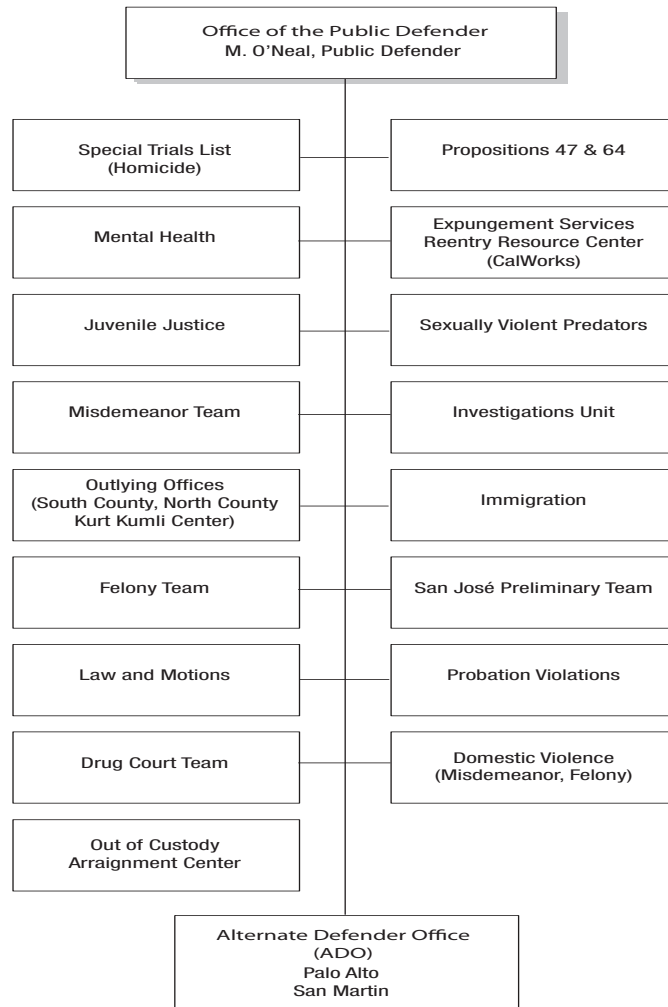 Office of the Public Defender
M. O’Neal, Public Defender
Special Trials List
(Homicide)
Propositions 47 & 64
Mental Health
Expungement Services
Reentry Resource Center
(CalWorks)
Juvenile Justice
Sexually Violent Predators
Misdemeanor Team
Investigations Unit
Outlying Offices
(South County, North County
Kurt Kumli Center)
Immigration
Felony Team
San José Preliminary Team
Law and Motions
Probation Violations
Drug Court Team
Domestic Violence
(Misdemeanor, Felony)
Out of Custody
Arraignment Center
Alternate Defender Office
(ADO)
Palo Alto
San Martin